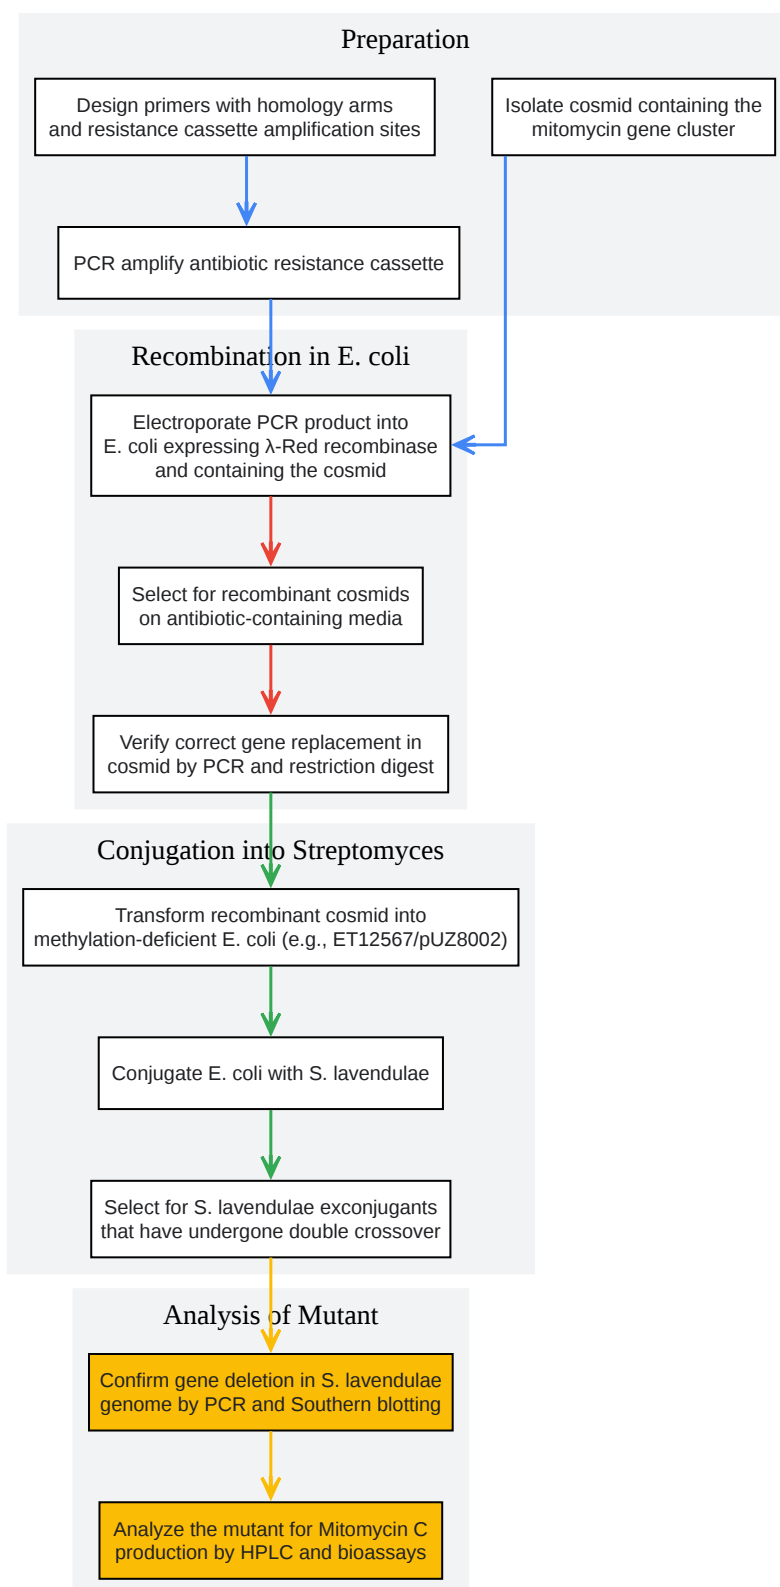 Preparation
Design primers with homology arms
and resistance cassette amplification sites
Isolate cosmid containing the
mitomycin gene cluster
PCR amplify antibiotic resistance cassette
Recombination in E. coli
Electroporate PCR product into
E. coli expressing λ-Red recombinase
and containing the cosmid
Select for recombinant cosmids
on antibiotic-containing media
Verify correct gene replacement in
cosmid by PCR and restriction digest
Conjugation into Streptomyces
Transform recombinant cosmid into
methylation-deficient E. coli (e.g., ET12567/pUZ8002)
Conjugate E. coli with S. lavendulae
Select for S. lavendulae exconjugants
that have undergone double crossover
Analysis of Mutant
Confirm gene deletion in S. lavendulae
genome by PCR and Southern blotting
Analyze the mutant for Mitomycin C
production by HPLC and bioassays